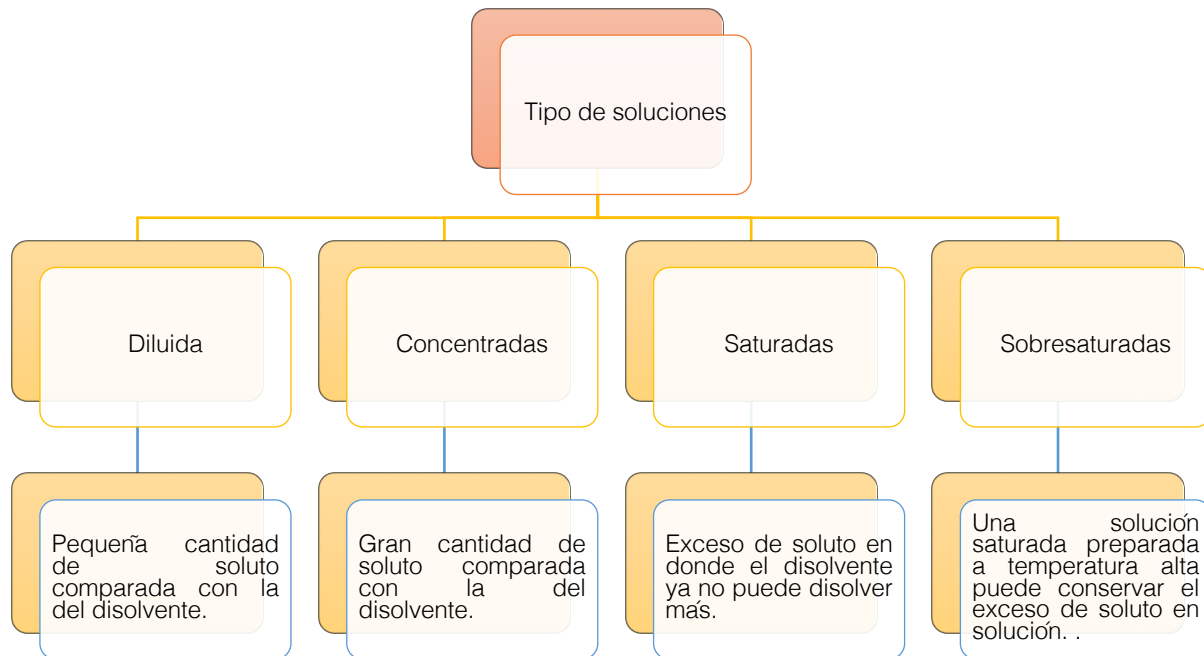 Tipo de soluciones
Diluida
Concentradas
Saturadas
Sobresaturadas
Pequeña cantidad
de soluto
comparada con la
del disolvente.
Gran cantidad de
soluto comparada
con la del
disolvente.
Exceso de soluto en
donde el disolvente
ya no puede disolver
más.
Una solución
saturada preparada
a temperatura alta
puede conservar el
exceso de soluto en
solución. .